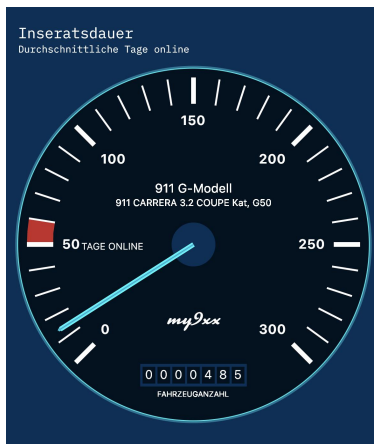 Inseratsdauer
Durchschnittliche Tage online
150
100
200
911 G-Modell
911 CARRERA 3.2 COUPE Kat, G50
50 TAGE ONLINE
250
my9xx
0
300
0000485
FAHRZEUGANZAHL